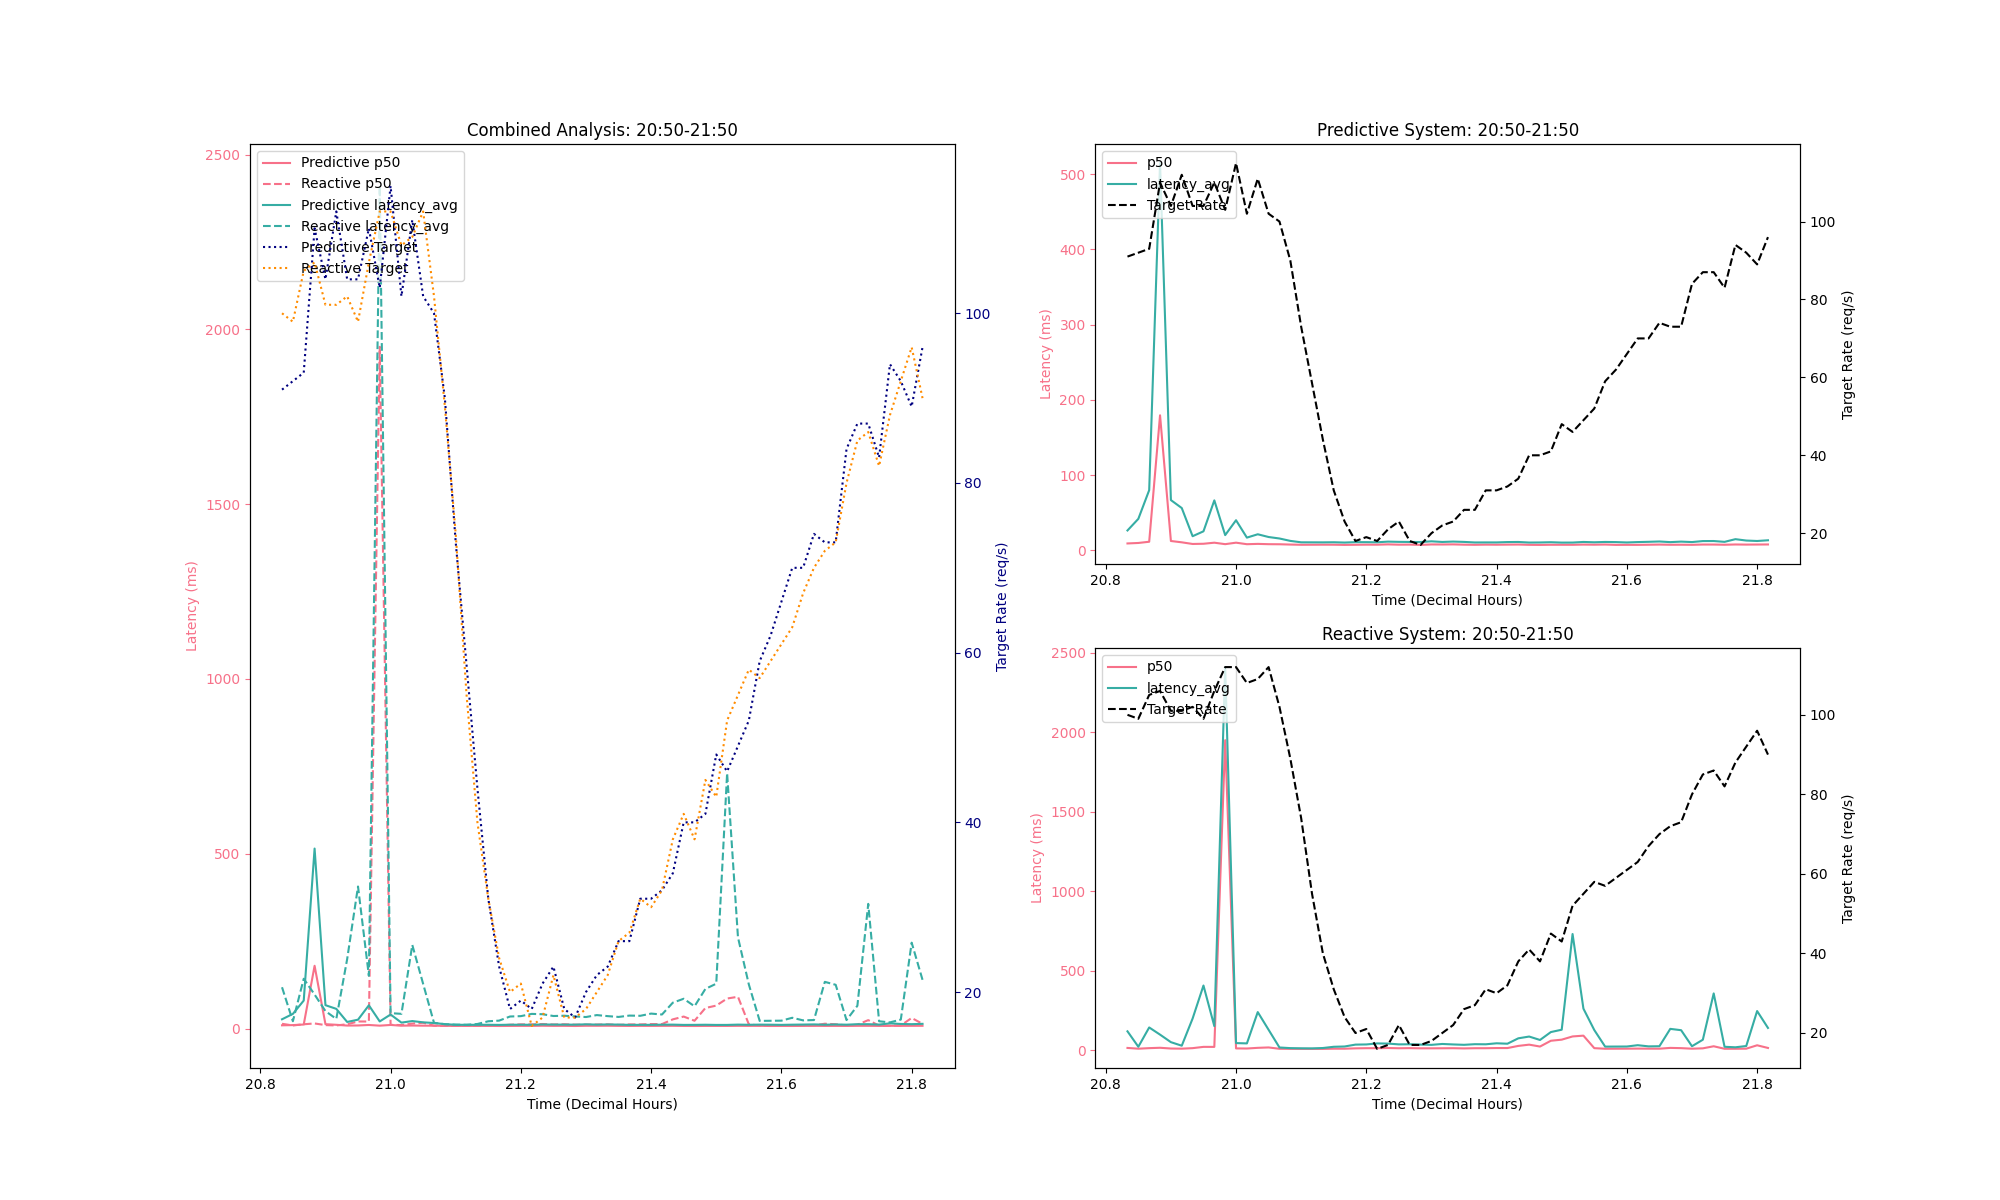 Combined Analysis: 20:50-21:50
Predictive p50
Reactive p50
Predictive latency_avg
Reactive latency_avg
Predictive Target
Reactive Target
2500
2000
1500
1000
500
0
Latency (ms)
100
80
60
40
20
Target Rate (req/s)
20.8 21.0 21.2 21.4 21.6 21.8
Time (Decimal Hours)
Predictive System: 20:50-21:50
p50
latency_avg
Target Rate
500
400
300
200
100
0
Latency (ms)
100
80
60
40
20
Target Rate (req/s)
20.8 21.0 21.2 21.4 21.6 21.8
Time (Decimal Hours)
Reactive System: 20:50-21:50
p50
latency_avg
Target Rate
2500
2000
1500
1000
500
0
Latency (ms)
100
80
60
40
20
Target Rate (req/s)
20.8 21.0 21.2 21.4 21.6 21.8
Time (Decimal Hours)